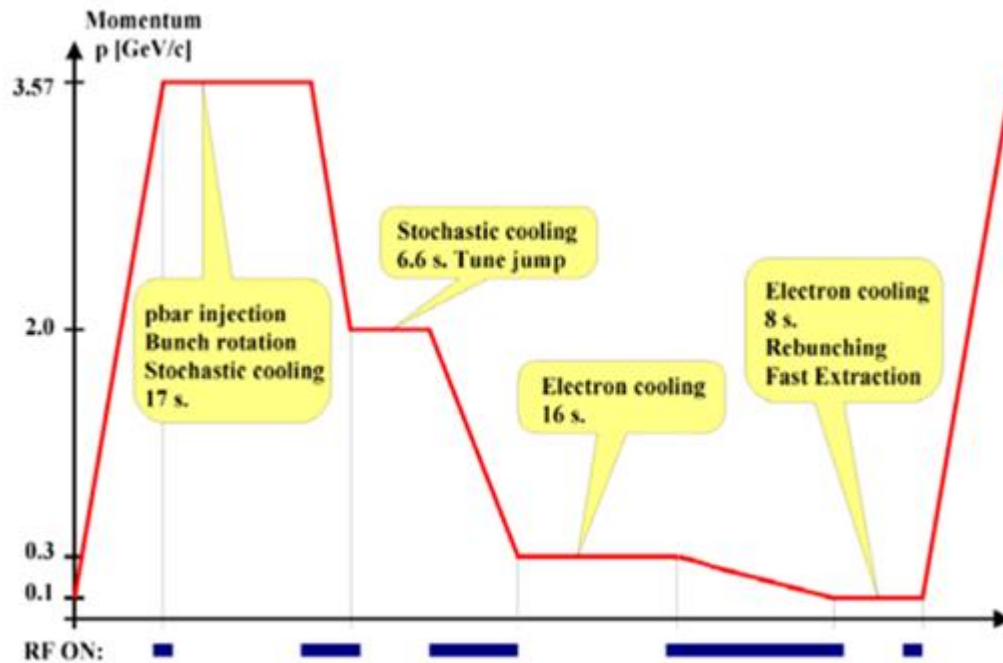 Momentum
p [GeV/c]
3.57
Stochastic cooling
6.6 s. Tune jump
pbar injection
Bunch rotation
Stochastic cooling
17 s.
Electron cooling
8 s.
Rebunching
Fast Extraction
2.0
Electron cooling
16 s.
0.3
0.1
RF ON: